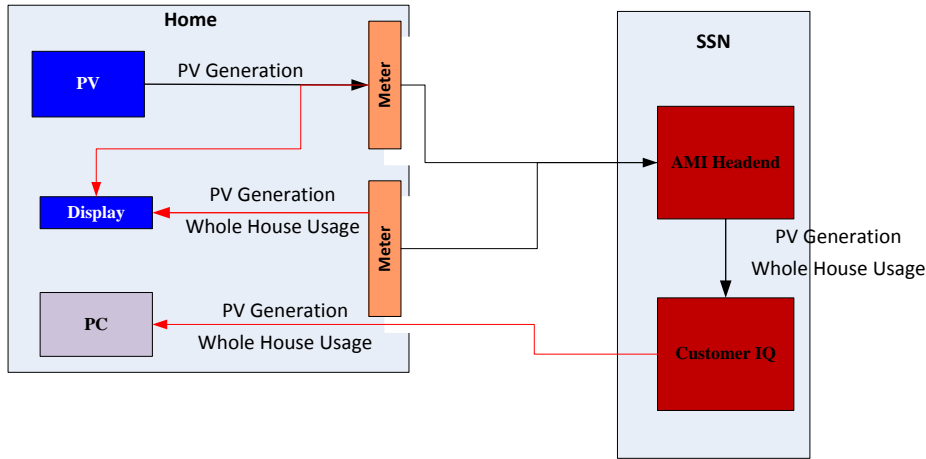 Home
SSN
PV
PV Generation
Meter
AMI Headend
Display
PV Generation
Whole House Usage
Meter
PV Generation
Whole House Usage
PC
PV Generation
Whole House Usage
Customer IQ